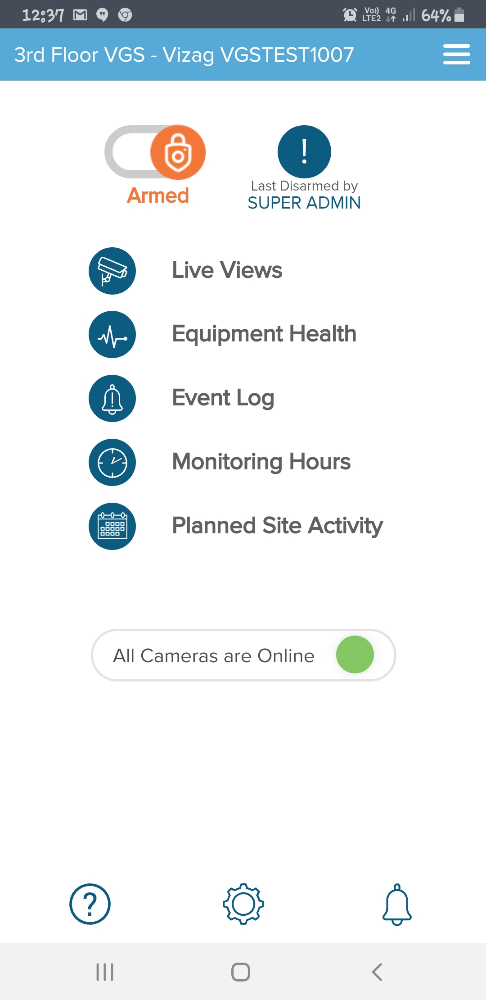 12:37
Vo)) 4G 64%
LTE2
3rd Floor VGS - Vizag VGSTEST1007
!
Armed
Last Disarmed by
SUPER ADMIN
Live Views
Equipment Health
Event Log
Monitoring Hours
Planned Site Activity
All Cameras are Online
?